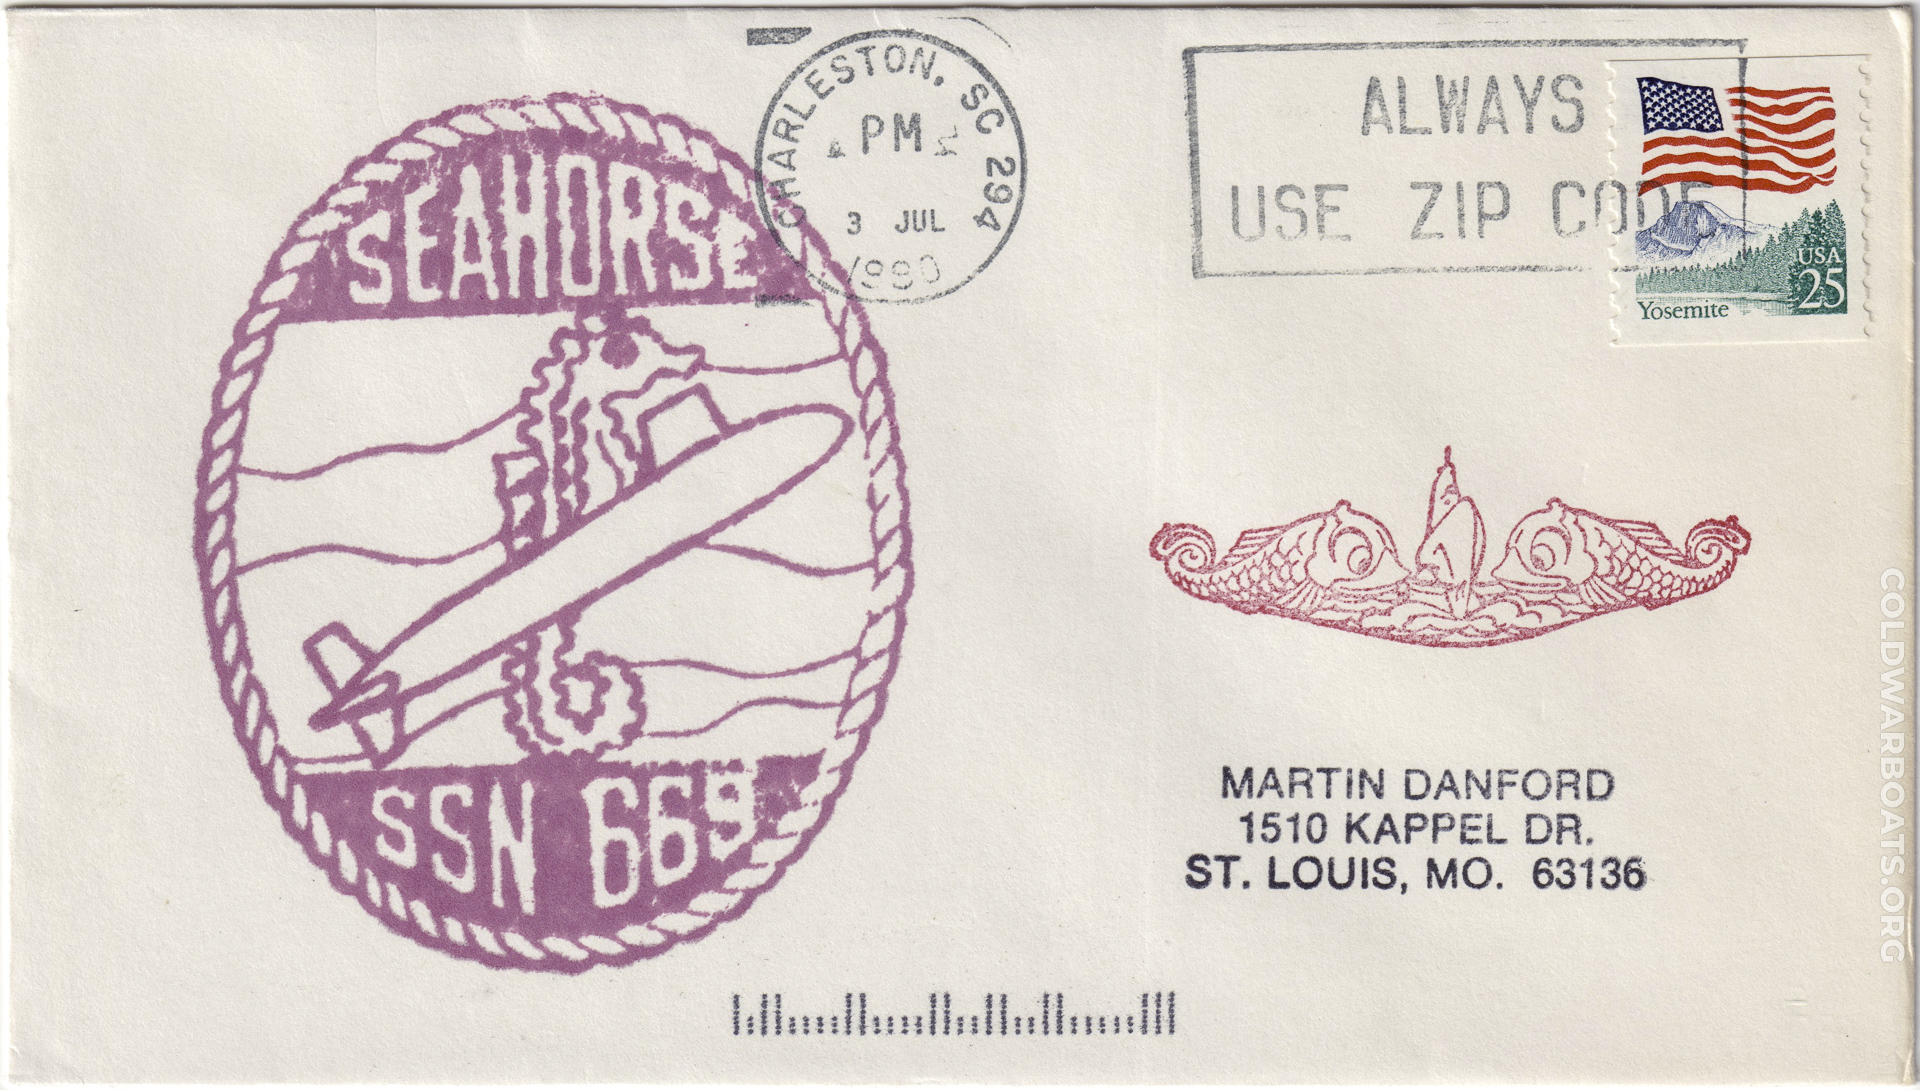 SEAHORSE
SSN 669
CHARLESTON, SC 294
PM
3 JUL
1990
ALWAYS
USE ZIP CODE
USA
25
Yosemite
MARTIN DANFORD
1510 KAPPEL DR.
ST. LOUIS, MO. 63136
COLDWARBOATS.ORG